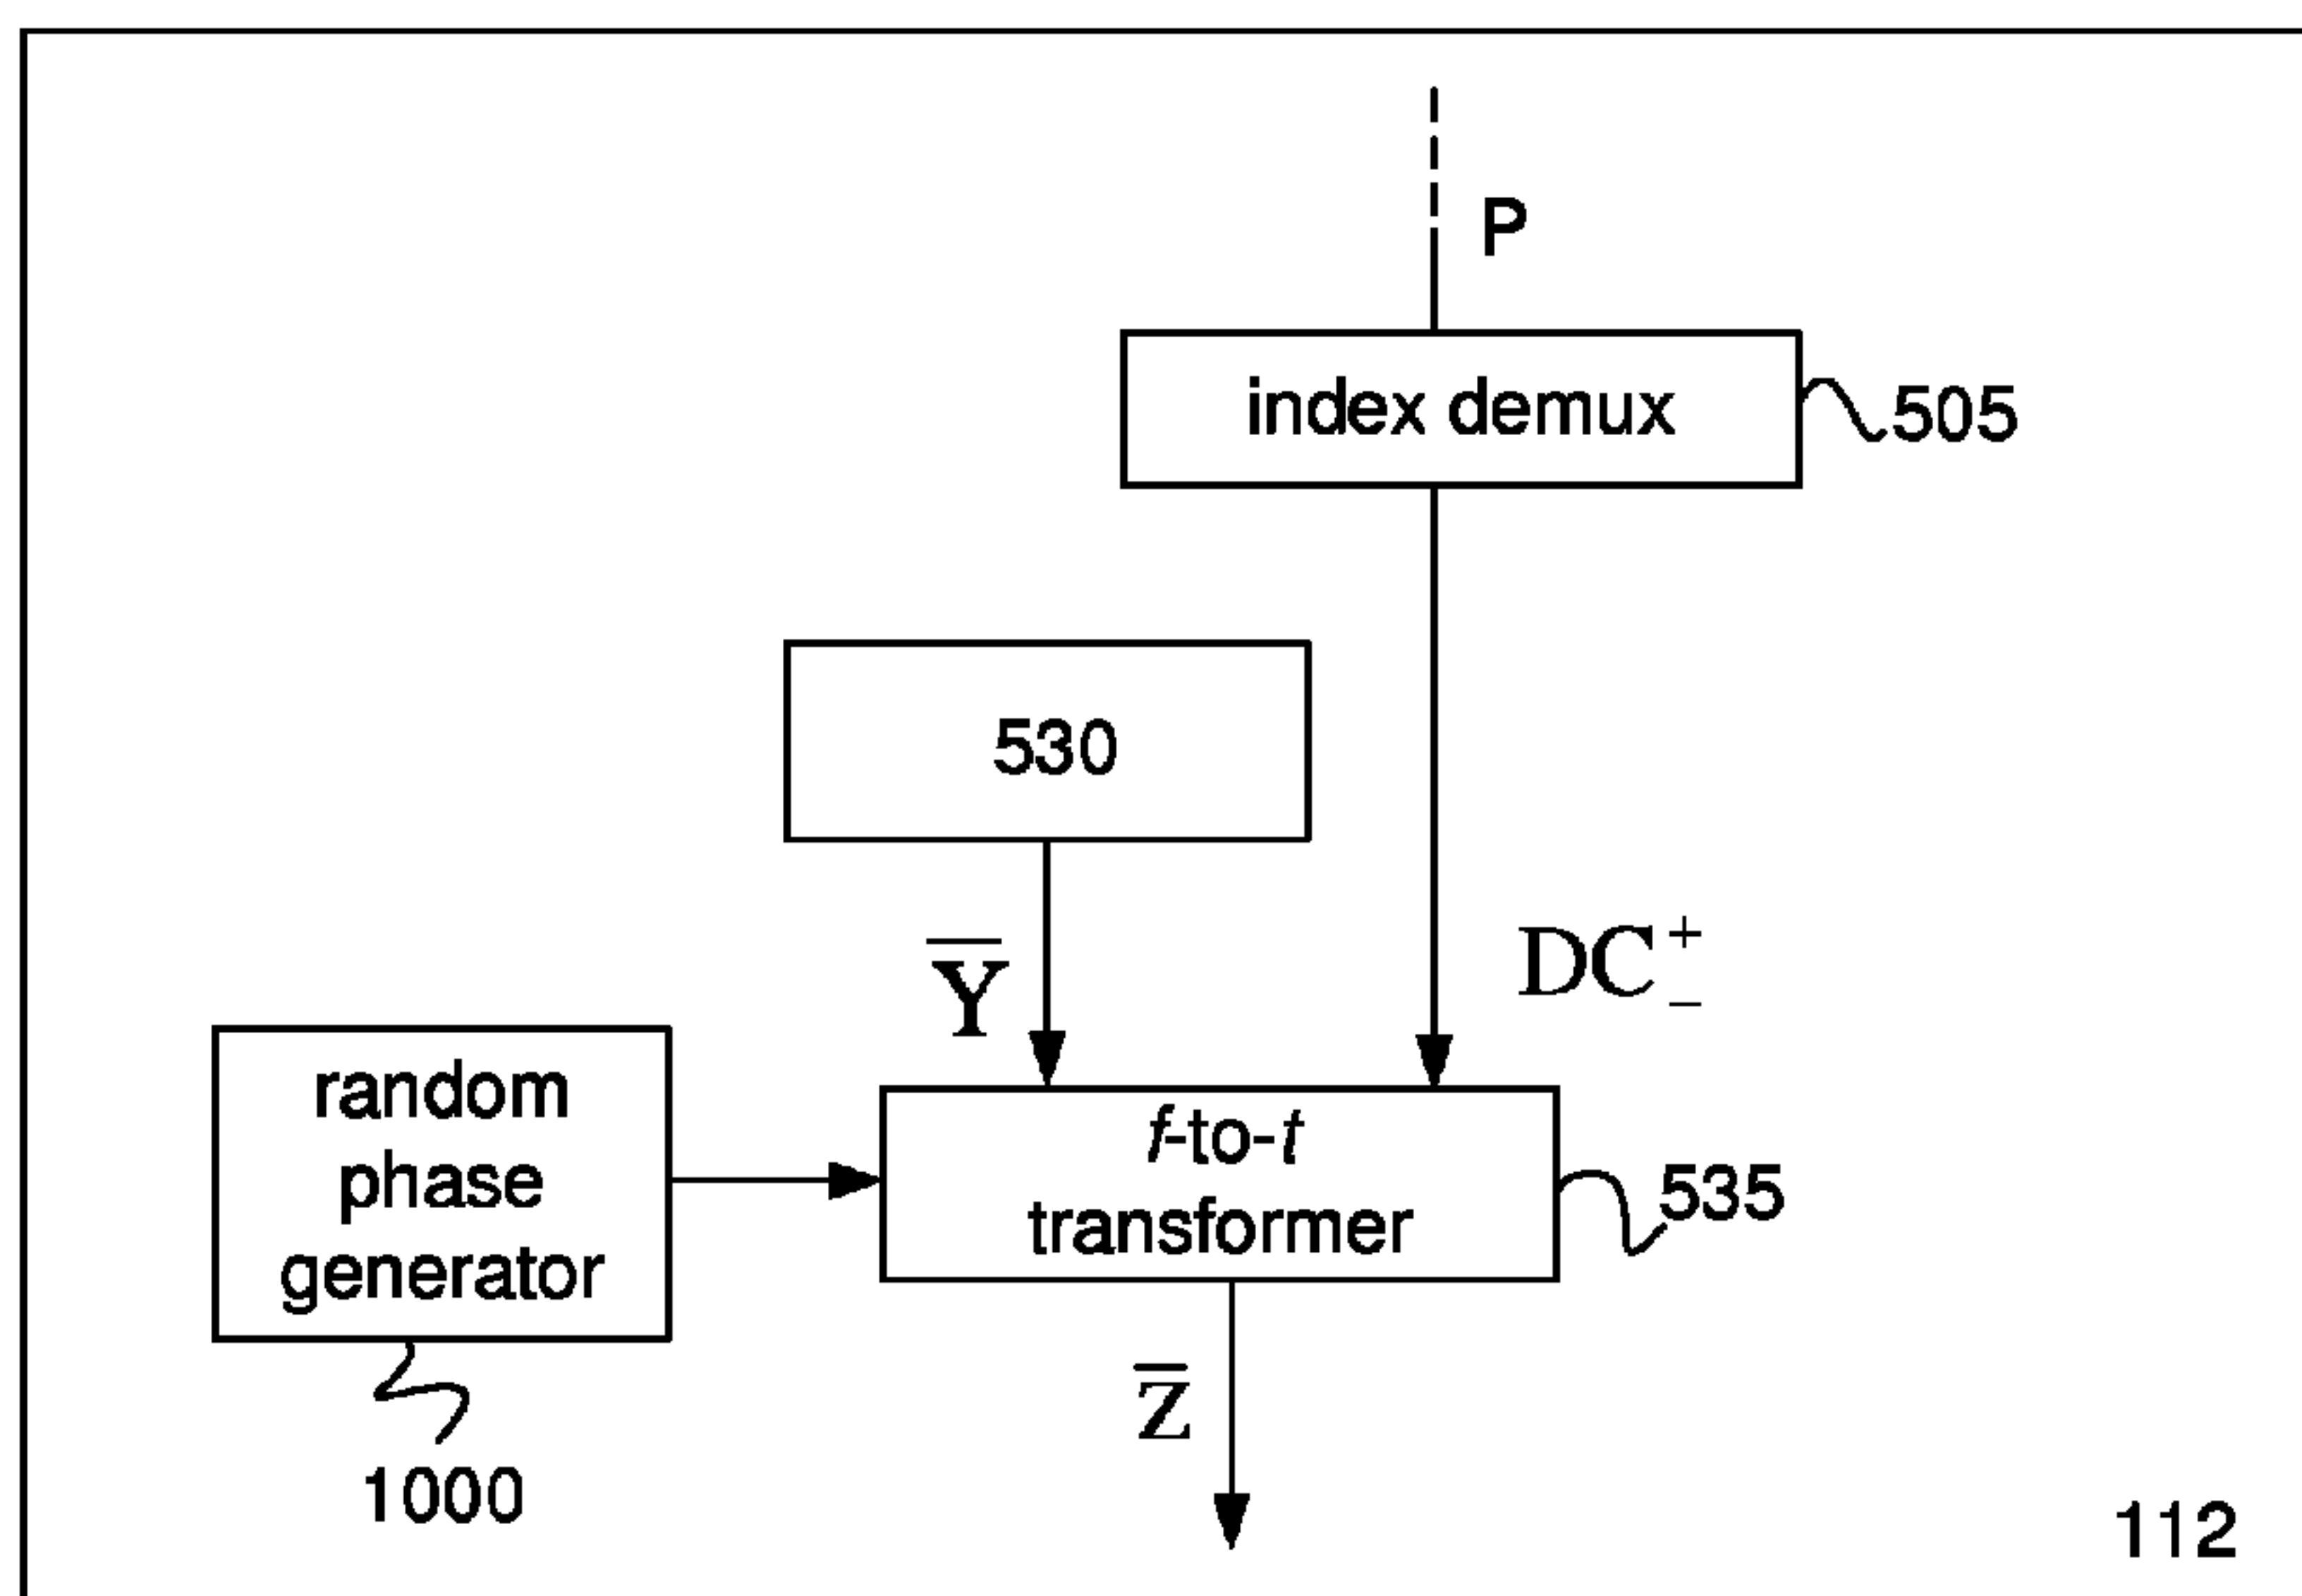 P
index demux
505
530
Y̅
DC⁺₋
random
phase
generator
f-to-t
transformer
535
Z̅
1000
112